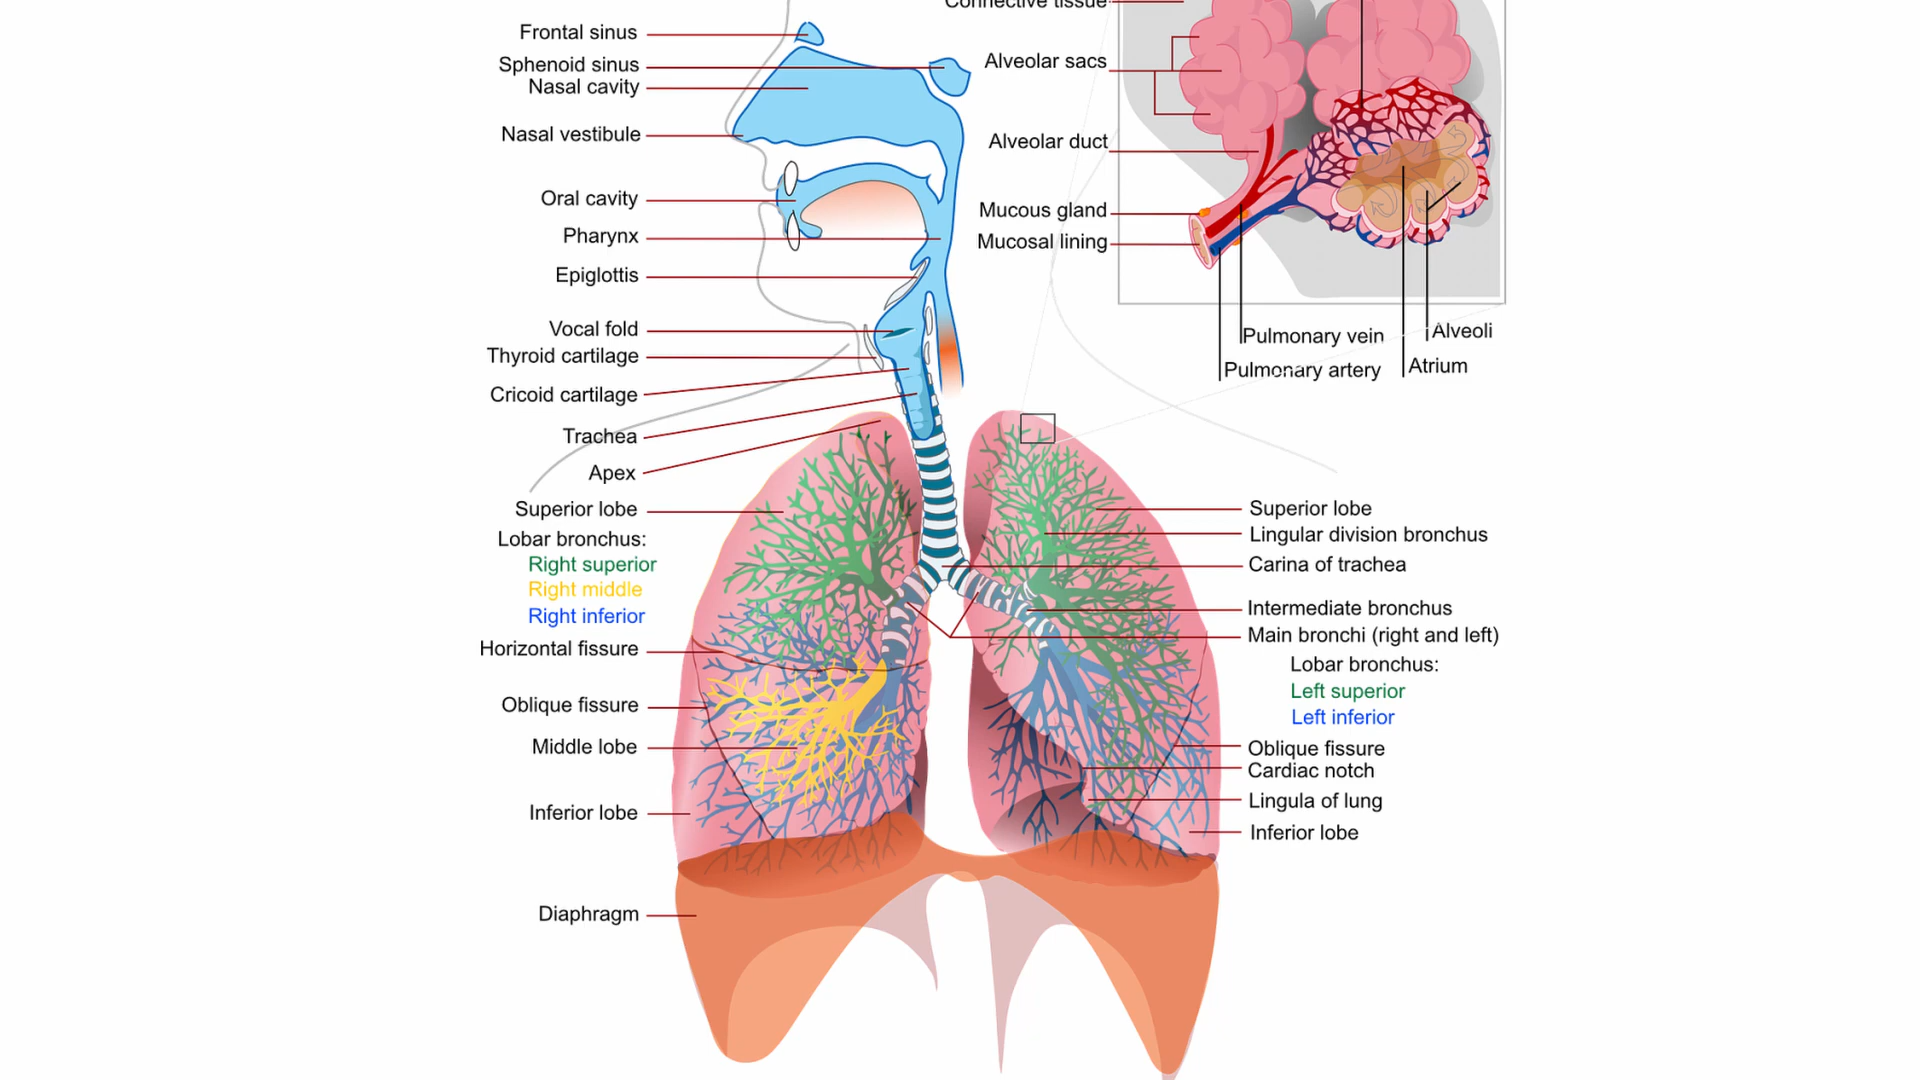 Connective tissue
Frontal sinus
Sphenoid sinus
Nasal cavity
Nasal vestibule
Oral cavity
Pharynx
Epiglottis
Vocal fold
Thyroid cartilage
Cricoid cartilage
Trachea
Apex
Superior lobe
Lobar bronchus:
Right superior
Right middle
Right inferior
Horizontal fissure
Oblique fissure
Middle lobe
Inferior lobe
Diaphragm
Alveolar sacs
Alveolar duct
Mucous gland
Mucosal lining
Pulmonary vein
Alveoli
Pulmonary artery
Atrium
Superior lobe
Lingular division bronchus
Carina of trachea
Intermediate bronchus
Main bronchi (right and left)
Lobar bronchus:
Left superior
Left inferior
Oblique fissure
Cardiac notch
Lingula of lung
Inferior lobe